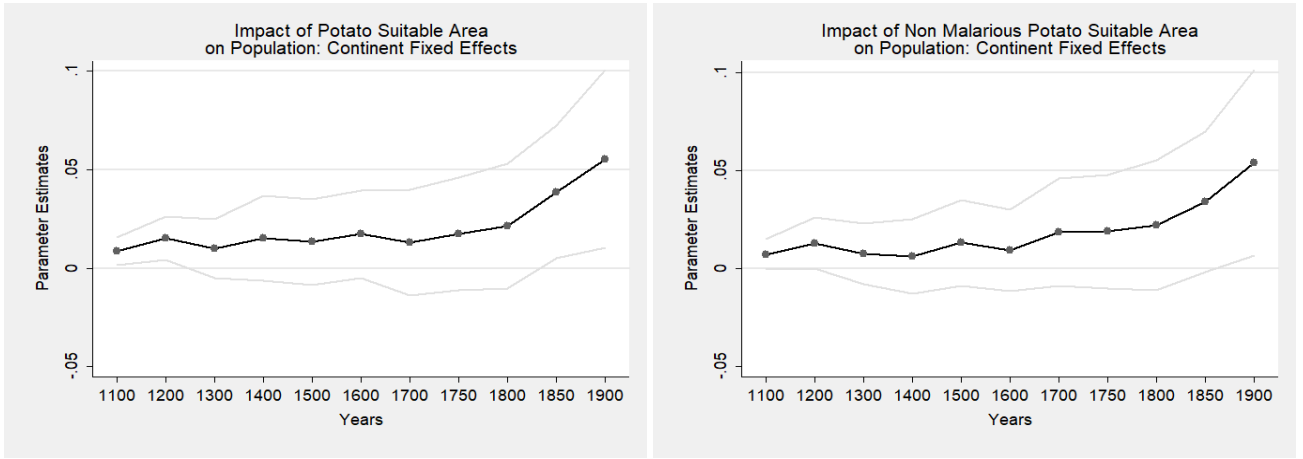 Impact of Potato Suitable Area
on Population: Continent Fixed Effects
Parameter Estimates
.1
.05
0
-.05
1100 1200 1300 1400 1500 1600 1700 1750 1800 1850 1900
Years
Impact of Non Malarious Potato Suitable Area
on Population: Continent Fixed Effects
Parameter Estimates
.1
.05
0
-.05
1100 1200 1300 1400 1500 1600 1700 1750 1800 1850 1900
Years